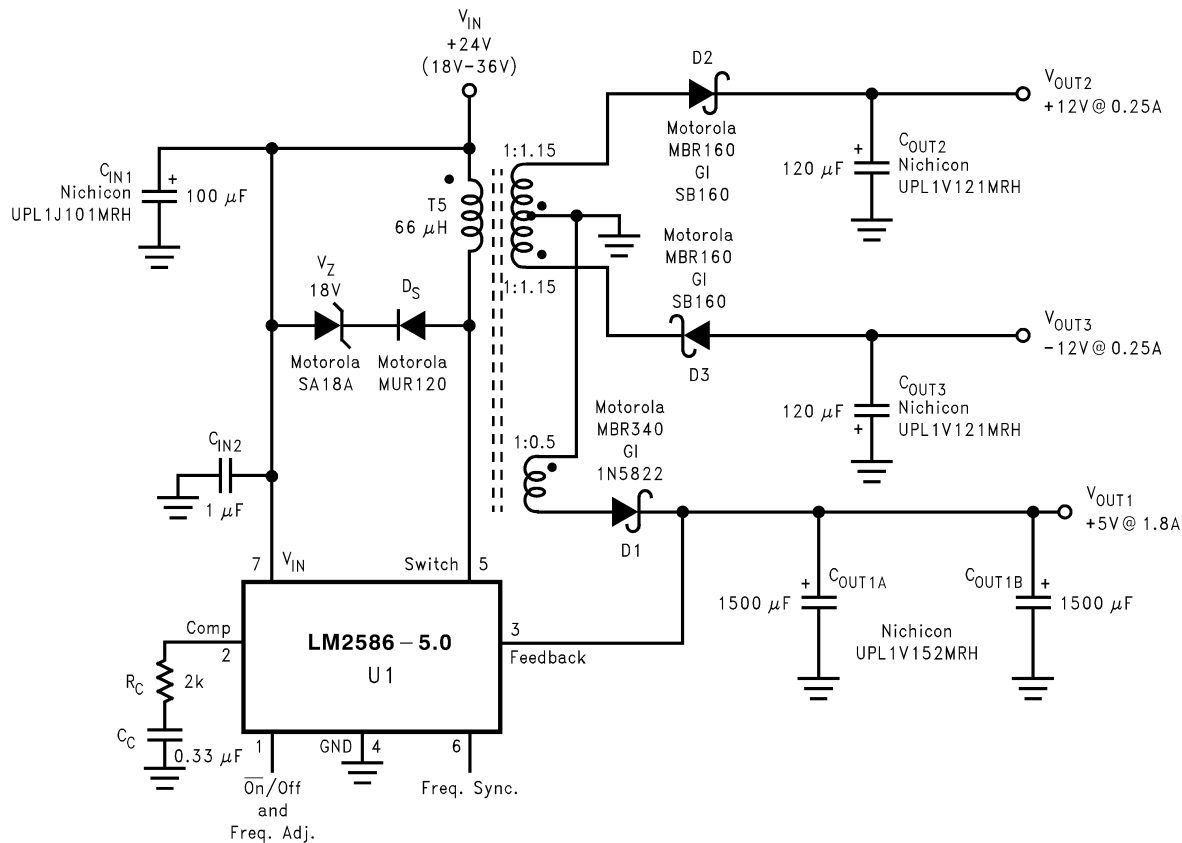 V_IN
+24V
(18V-36V)
D2
V_OUT2
+12V@ 0.25A
Motorola
MBR160
GI
SB160
C_OUT2
Nichicon
UPL1V121MRH
+
120 μF
C_IN1
Nichicon
UPL1J101MRH
+
100 μF
1:1.15
T5
66 μH
1:1.15
Motorola
MBR160
GI
SB160
D3
V_OUT3
-12V@ 0.25A
C_OUT3
Nichicon
UPL1V121MRH
120 μF
+
V_Z
18V
D_S
Motorola
SA18A
Motorola
MUR120
Motorola
MBR340
GI
1N5822
1:0.5
D1
V_OUT1
+5V@ 1.8A
C_IN2
1 μF
7
V_IN
Switch
5
C_OUT1A
+
1500 μF
C_OUT1B
+
1500 μF
Nichicon
UPL1V152MRH
Comp
2
LM2586-5.0
U1
3
Feedback
R_C
2k
C_C
0.33 μF
1
GND
4
6
O̅n̅/Off
and
Freq. Adj.
Freq. Sync.